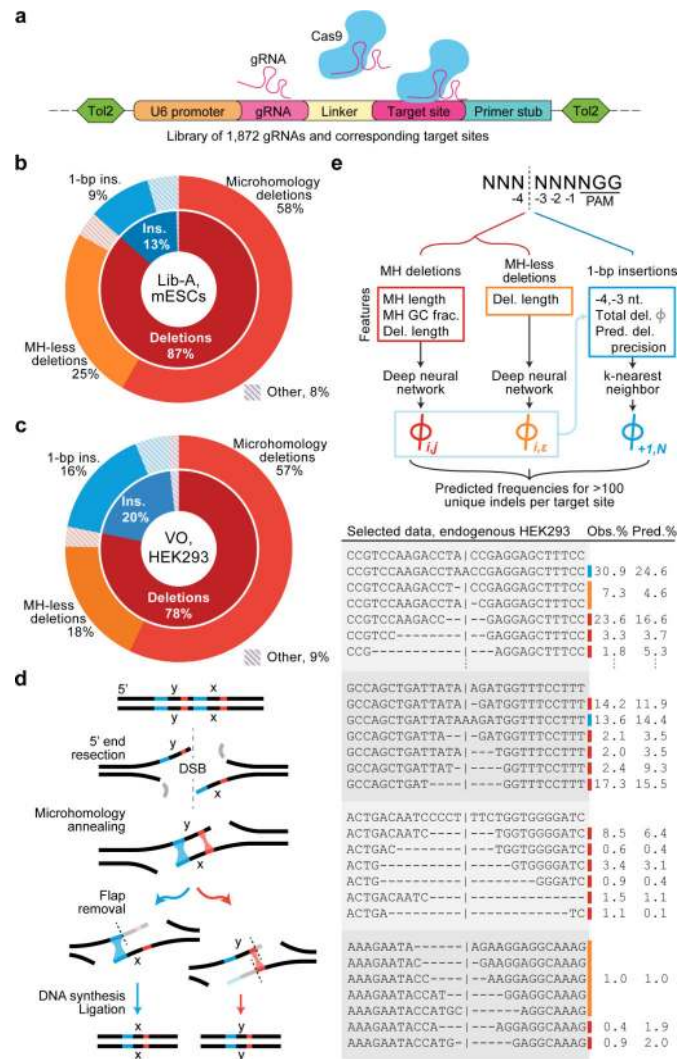 a
Cas9
gRNA
Tol2
U6 promoter
gRNA
Linker
Target site
Primer stub
Tol2
Library of 1,872 gRNAs and corresponding target sites
b
1-bp ins.
9%
Microhomology
deletions
58%
Ins.
13%
Lib-A,
mESCs
Deletions
87%
MH-less
deletions
25%
Other, 8%
c
1-bp ins.
16%
Microhomology
deletions
57%
Ins.
20%
VO,
HEK293
Deletions
78%
MH-less
deletions
18%
Other, 9%
d
5'
y
x
y
x
5' end
resection
y
DSB
x
Microhomology
annealing
y
x
Flap
removal
x
y
DNA synthesis
Ligation
x
x
y
y
e
NNN NNNNNGG
-4 -3 -2 -1 PAM
MH deletions
MH-less
deletions
1-bp insertions
Features
MH length
MH GC frac.
Del. length
Del. length
-4,-3 nt.
Total del. ϕ
Pred. del.
precision
Deep neural
network
Deep neural
network
k-nearest
neighbor
ϕ i,j
ϕ i,ε
ϕ +1,N
Predicted frequencies for >100
unique indels per target site
Selected data, endogenous HEK293 Obs.% Pred.%
CCGTCCAAGACCTA|CCGAGGAGCTTTCC
CCGTCCAAGACCTAACCGAGGAGCTTTCC 30.9 24.6
CCGTCCAAGACCT-|CCGAGGAGCTTTCC
7.3 4.6
CCGTCCAAGACCTA|-CGAGGAGCTTTCC
CCGTCCAAGACC--|--GAGGAGCTTTCC 23.6 16.6
CCGTCC--------|--GAGGAGCTTTCC 3.3 3.7
CCG-----------|---AGGAGCTTTCC 1.8 5.3
GCCAGCTGATTATA|AGATGGTTTCCTTT
GCCAGCTGATTATA|-GATGGTTTCCTTT 14.2 11.9
GCCAGCTGATTATAAAGATGGTTTCCTTT 13.6 14.4
GCCAGCTGATTA--|-GATGGTTTCCTTT 2.1 3.5
GCCAGCTGATTATA|---TGGTTTCCTTT 2.0 3.5
GCCAGCTGATTAT-|----GGTTTCCTTT 2.4 9.3
GCCAGCTGAT----|----GGTTTCCTTT 17.3 15.5
ACTGACAATCCCCT|TTCTGGTGGGGATC
ACTGACAATC----|---TGGTGGGGATC 8.5 6.4
ACTGAC--------|---TGGTGGGGATC 0.6 0.4
ACTG----------|-----GTGGGGATC 3.4 3.1
ACTG----------|--------GGGATC 0.9 0.4
ACTGACAATC----|-------------- 1.5 1.1
ACTGA---------|------------TC 1.1 0.1
AAAGAATA------|AGAAGGAGGCAAAG
AAAGAATAC-----|-GAAGGAGGCAAAG
AAAGAATACC----|--AAGGAGGCAAAG 1.0 1.0
AAAGAATACCAT--|----GGAGGCAAAG
AAAGAATACCATGC|------AGGCAAAG
AAAGAATACCA---|---AGGAGGCAAAG 0.4 1.9
AAAGAATACCAT--|----GGAGGCAAAG 0.9 2.0